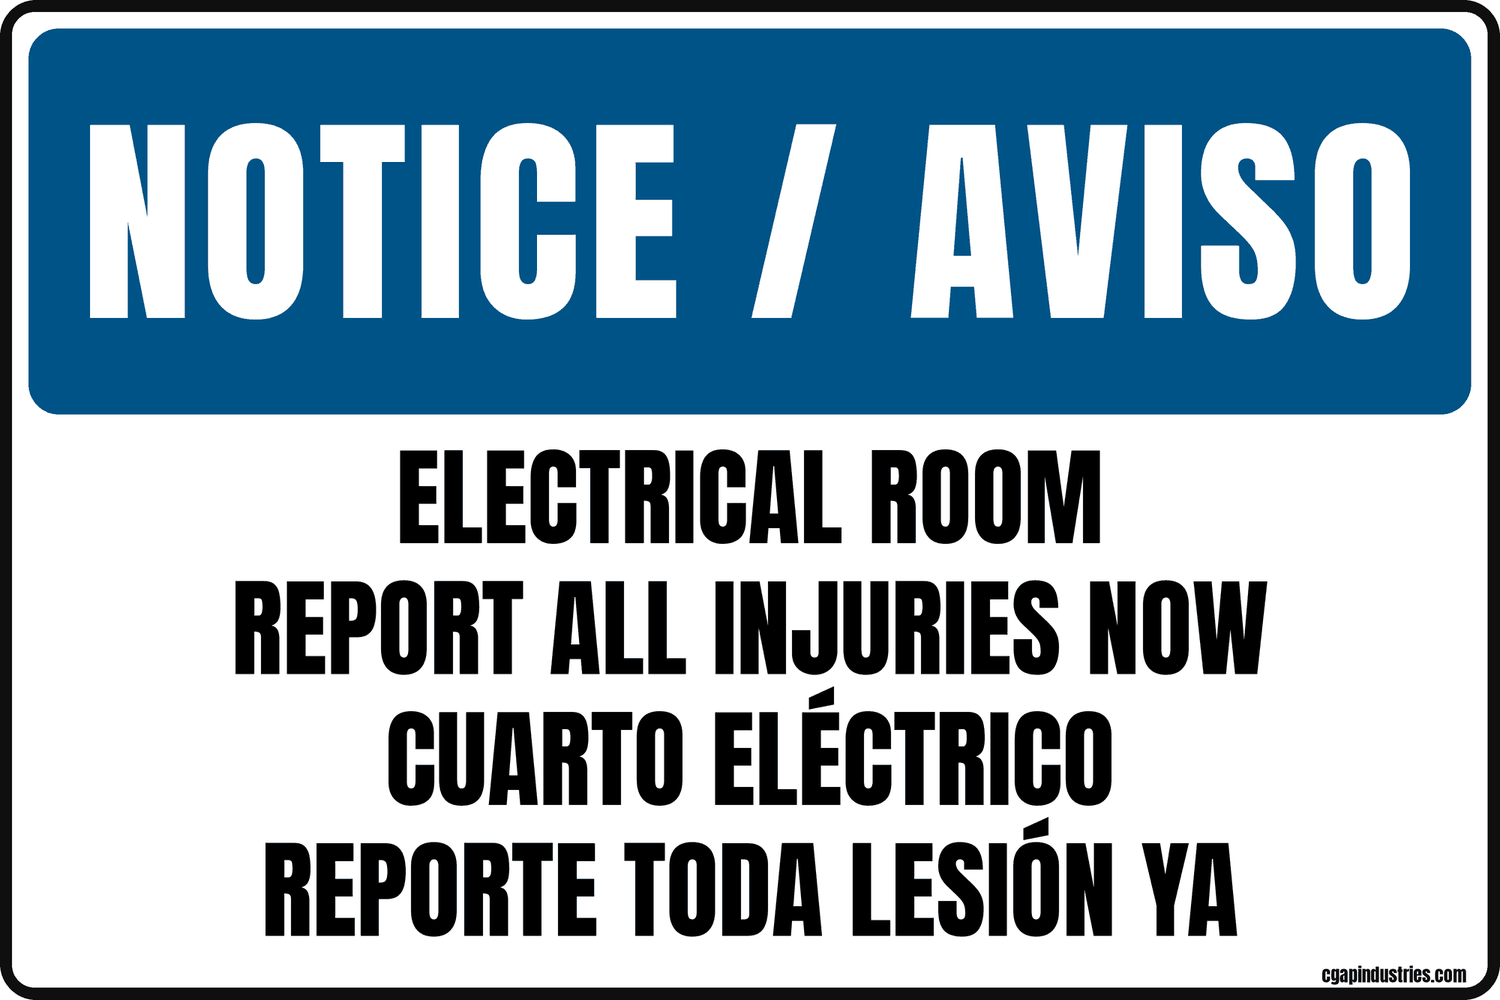 NOTICE / AVISO
ELECTRICAL ROOM
REPORT ALL INJURIES NOW
CUARTO ELÉCTRICO
REPORTE TODA LESIÓN YA
cgapindustries.com